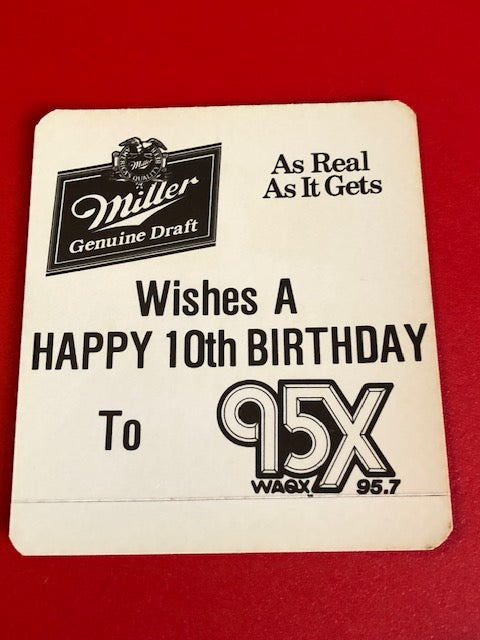 Miller
Genuine Draft
As Real
As It Gets
Wishes A
HAPPY 10th BIRTHDAY
To
95X
WAQX 95.7